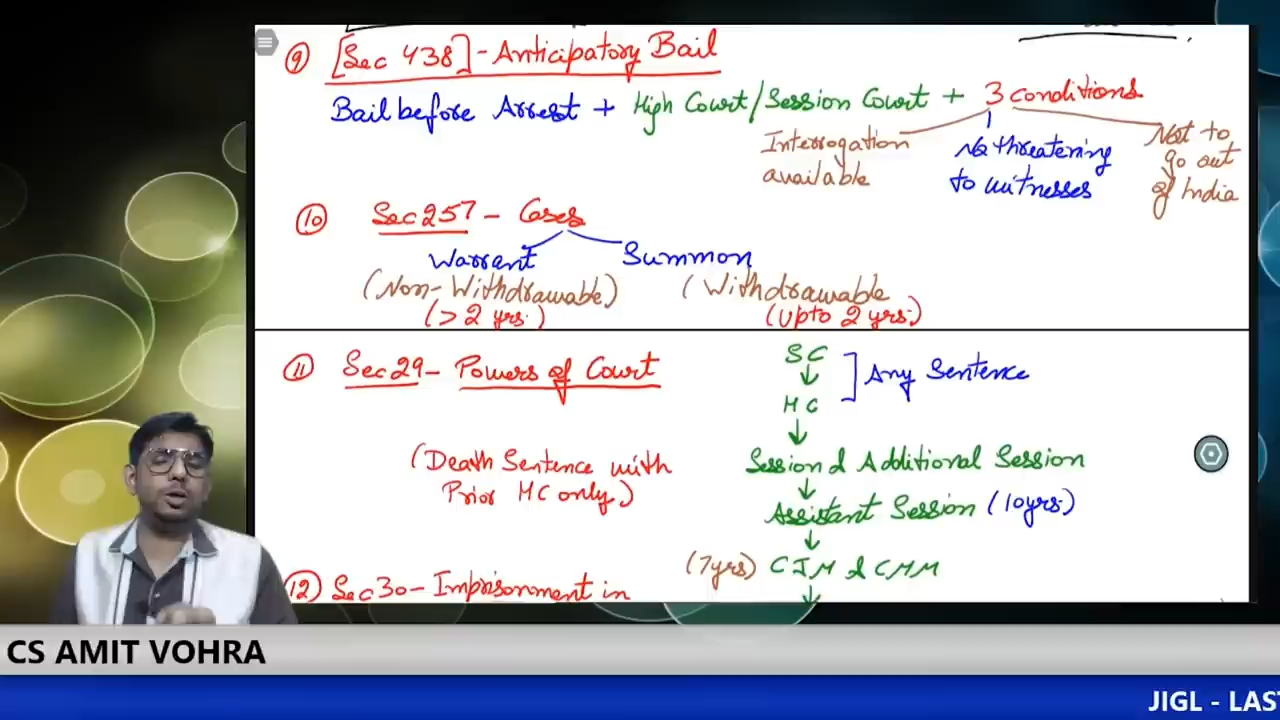 9 [Sec 438] - Anticipatory Bail
Bail before Arrest + High Court/Session Court + 3 conditions
Interrogation available
No threatening to witnesses
Not to go out of India
10 Sec 257 - Cases
Warrant
Summon
(Non-Withdrawable)
(Withdrawable
(> 2 yrs.)
(Upto 2 yrs.)
11 Sec 29 - Powers of Court
SC
HC
] Any Sentence
(Death Sentence with
Prior HC only)
Session & Additional Session
Assistant Session (10yrs)
(7yrs) CJM & CMM
12) Sec 30 - Imprisonment in
CS AMIT VOHRA
JIGL - LAS